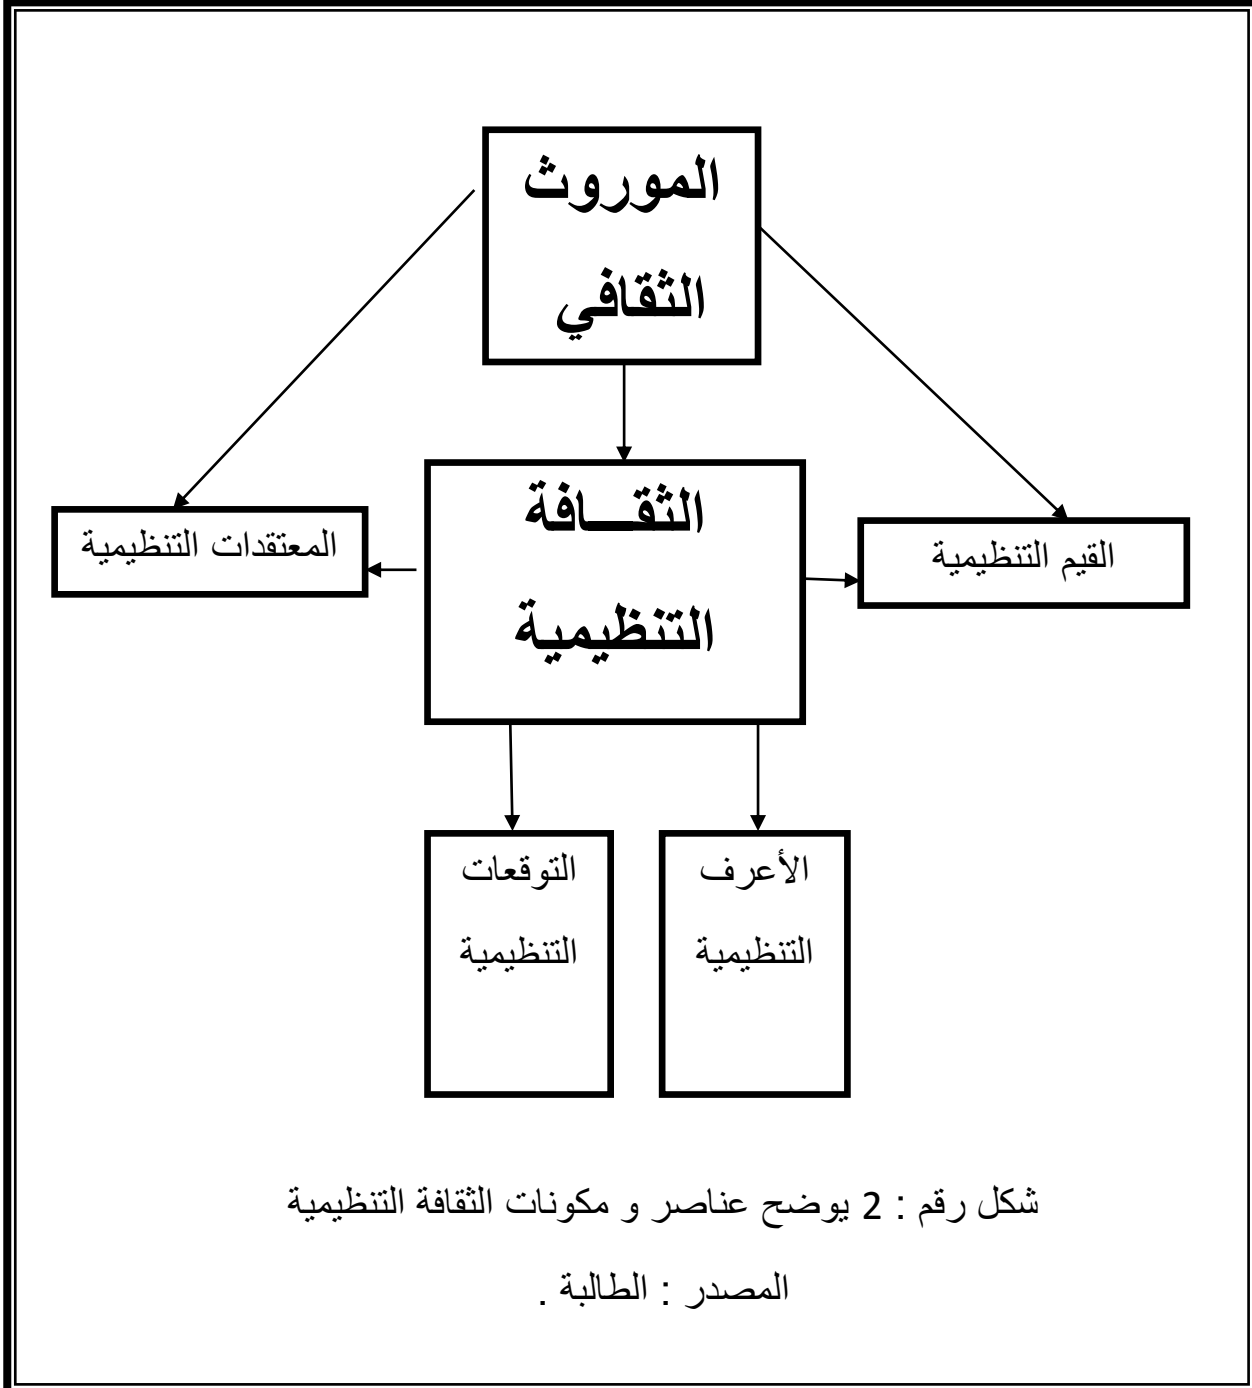 الموروث
الثقافي
الثقــافة
التنظيمية
القيم التنظيمية
المعتقدات التنظيمية
الأعرف
التنظيمية
التوقعات
التنظيمية
شكل رقم : 2 يوضح عناصر و مكونات الثقافة التنظيمية
المصدر : الطالبة .